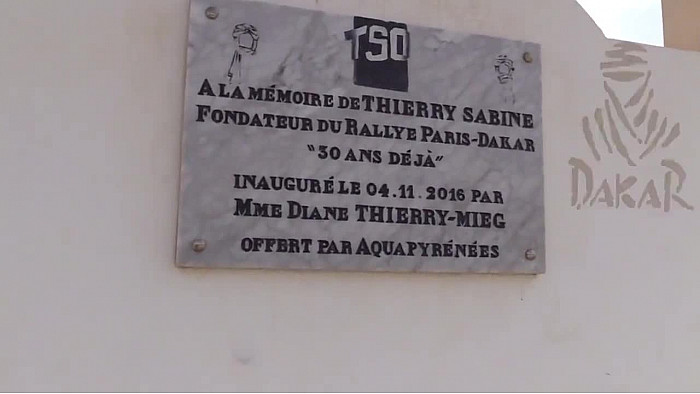 TSO
A LA MÉMOIRE DE THIERRY SABINE
FONDATEUR DU RALLYE PARIS-DAKAR
"30 ANS DÉJÀ"
INAUGURÉ LE 04.11.2016 PAR
MME DIANE THIERRY-MIEG
OFFERT PAR AQUAPYRÉNÉES
DAKAR